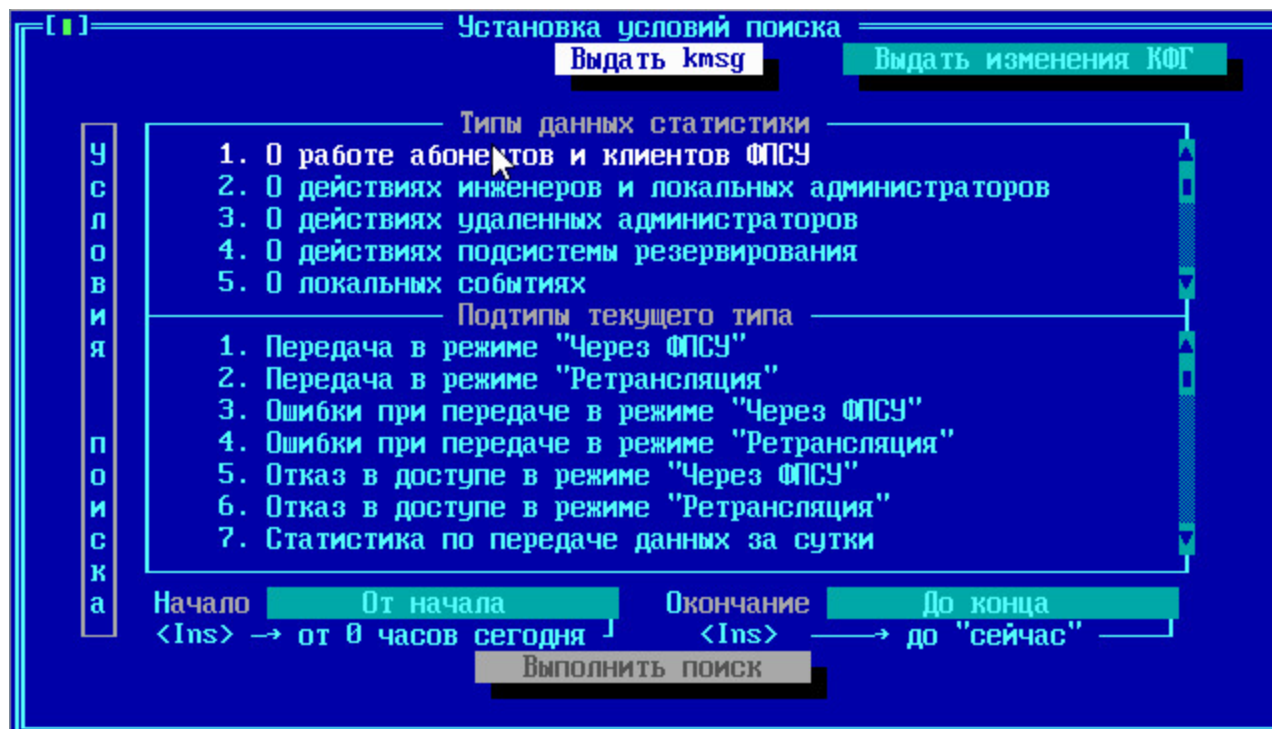 Установка условий поиска
Выдать kmsg Выдать изменения КФГ
Условия поиска
Типы данных статистики
1. О работе абонентов и клиентов ФПСУ
2. О действиях инженеров и локальных администраторов
3. О действиях удаленных администраторов
4. О действиях подсистемы резервирования
5. О локальных событиях
Подтипы текущего типа
1. Передача в режиме "Через ФПСУ"
2. Передача в режиме "Ретрансляция"
3. Ошибки при передаче в режиме "Через ФПСУ"
4. Ошибки при передаче в режиме "Ретрансляция"
5. Отказ в доступе в режиме "Через ФПСУ"
6. Отказ в доступе в режиме "Ретрансляция"
7. Статистика по передаче данных за сутки
Начало От начала Окончание До конца
<Ins> → от 0 часов сегодня <Ins> → до "сейчас"
Выполнить поиск